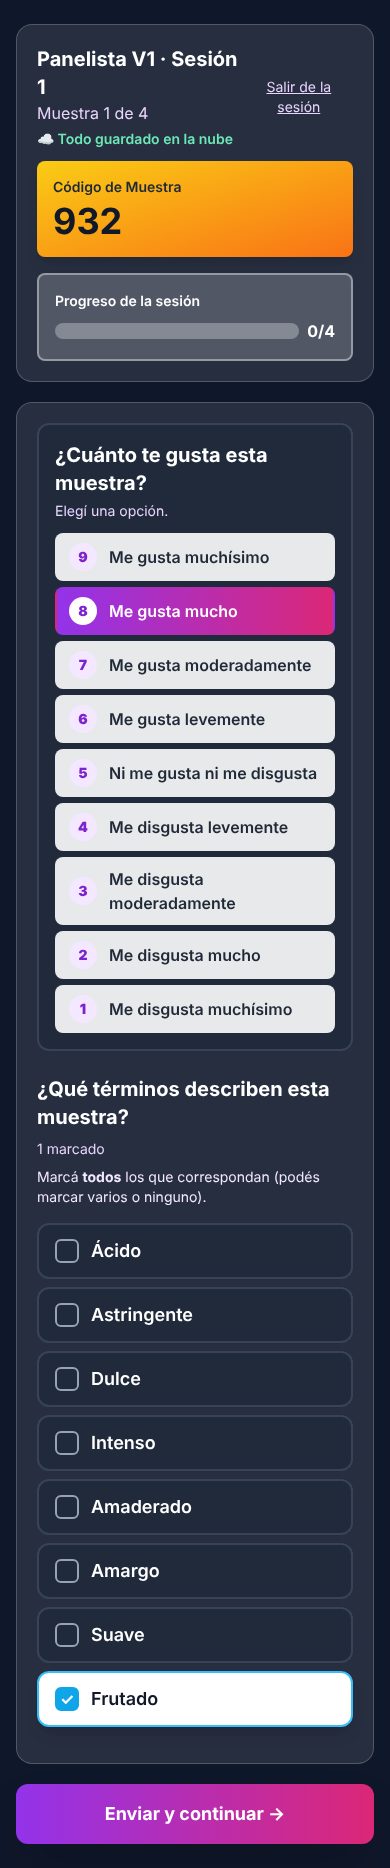 Panelista V1 · Sesión
1
Salir de la
sesión
Muestra 1 de 4
☁️ Todo guardado en la nube
Código de Muestra
932
Progreso de la sesión
0/4
¿Cuánto te gusta esta
muestra?
Elegí una opción.
9 Me gusta muchísimo
8 Me gusta mucho
7 Me gusta moderadamente
6 Me gusta levemente
5 Ni me gusta ni me disgusta
4 Me disgusta levemente
3 Me disgusta
moderadamente
2 Me disgusta mucho
1 Me disgusta muchísimo
¿Qué términos describen esta
muestra?
1 marcado
Marcá todos los que correspondan (podés
marcar varios o ninguno).
Ácido
Astringente
Dulce
Intenso
Amaderado
Amargo
Suave
Frutado
Enviar y continuar →